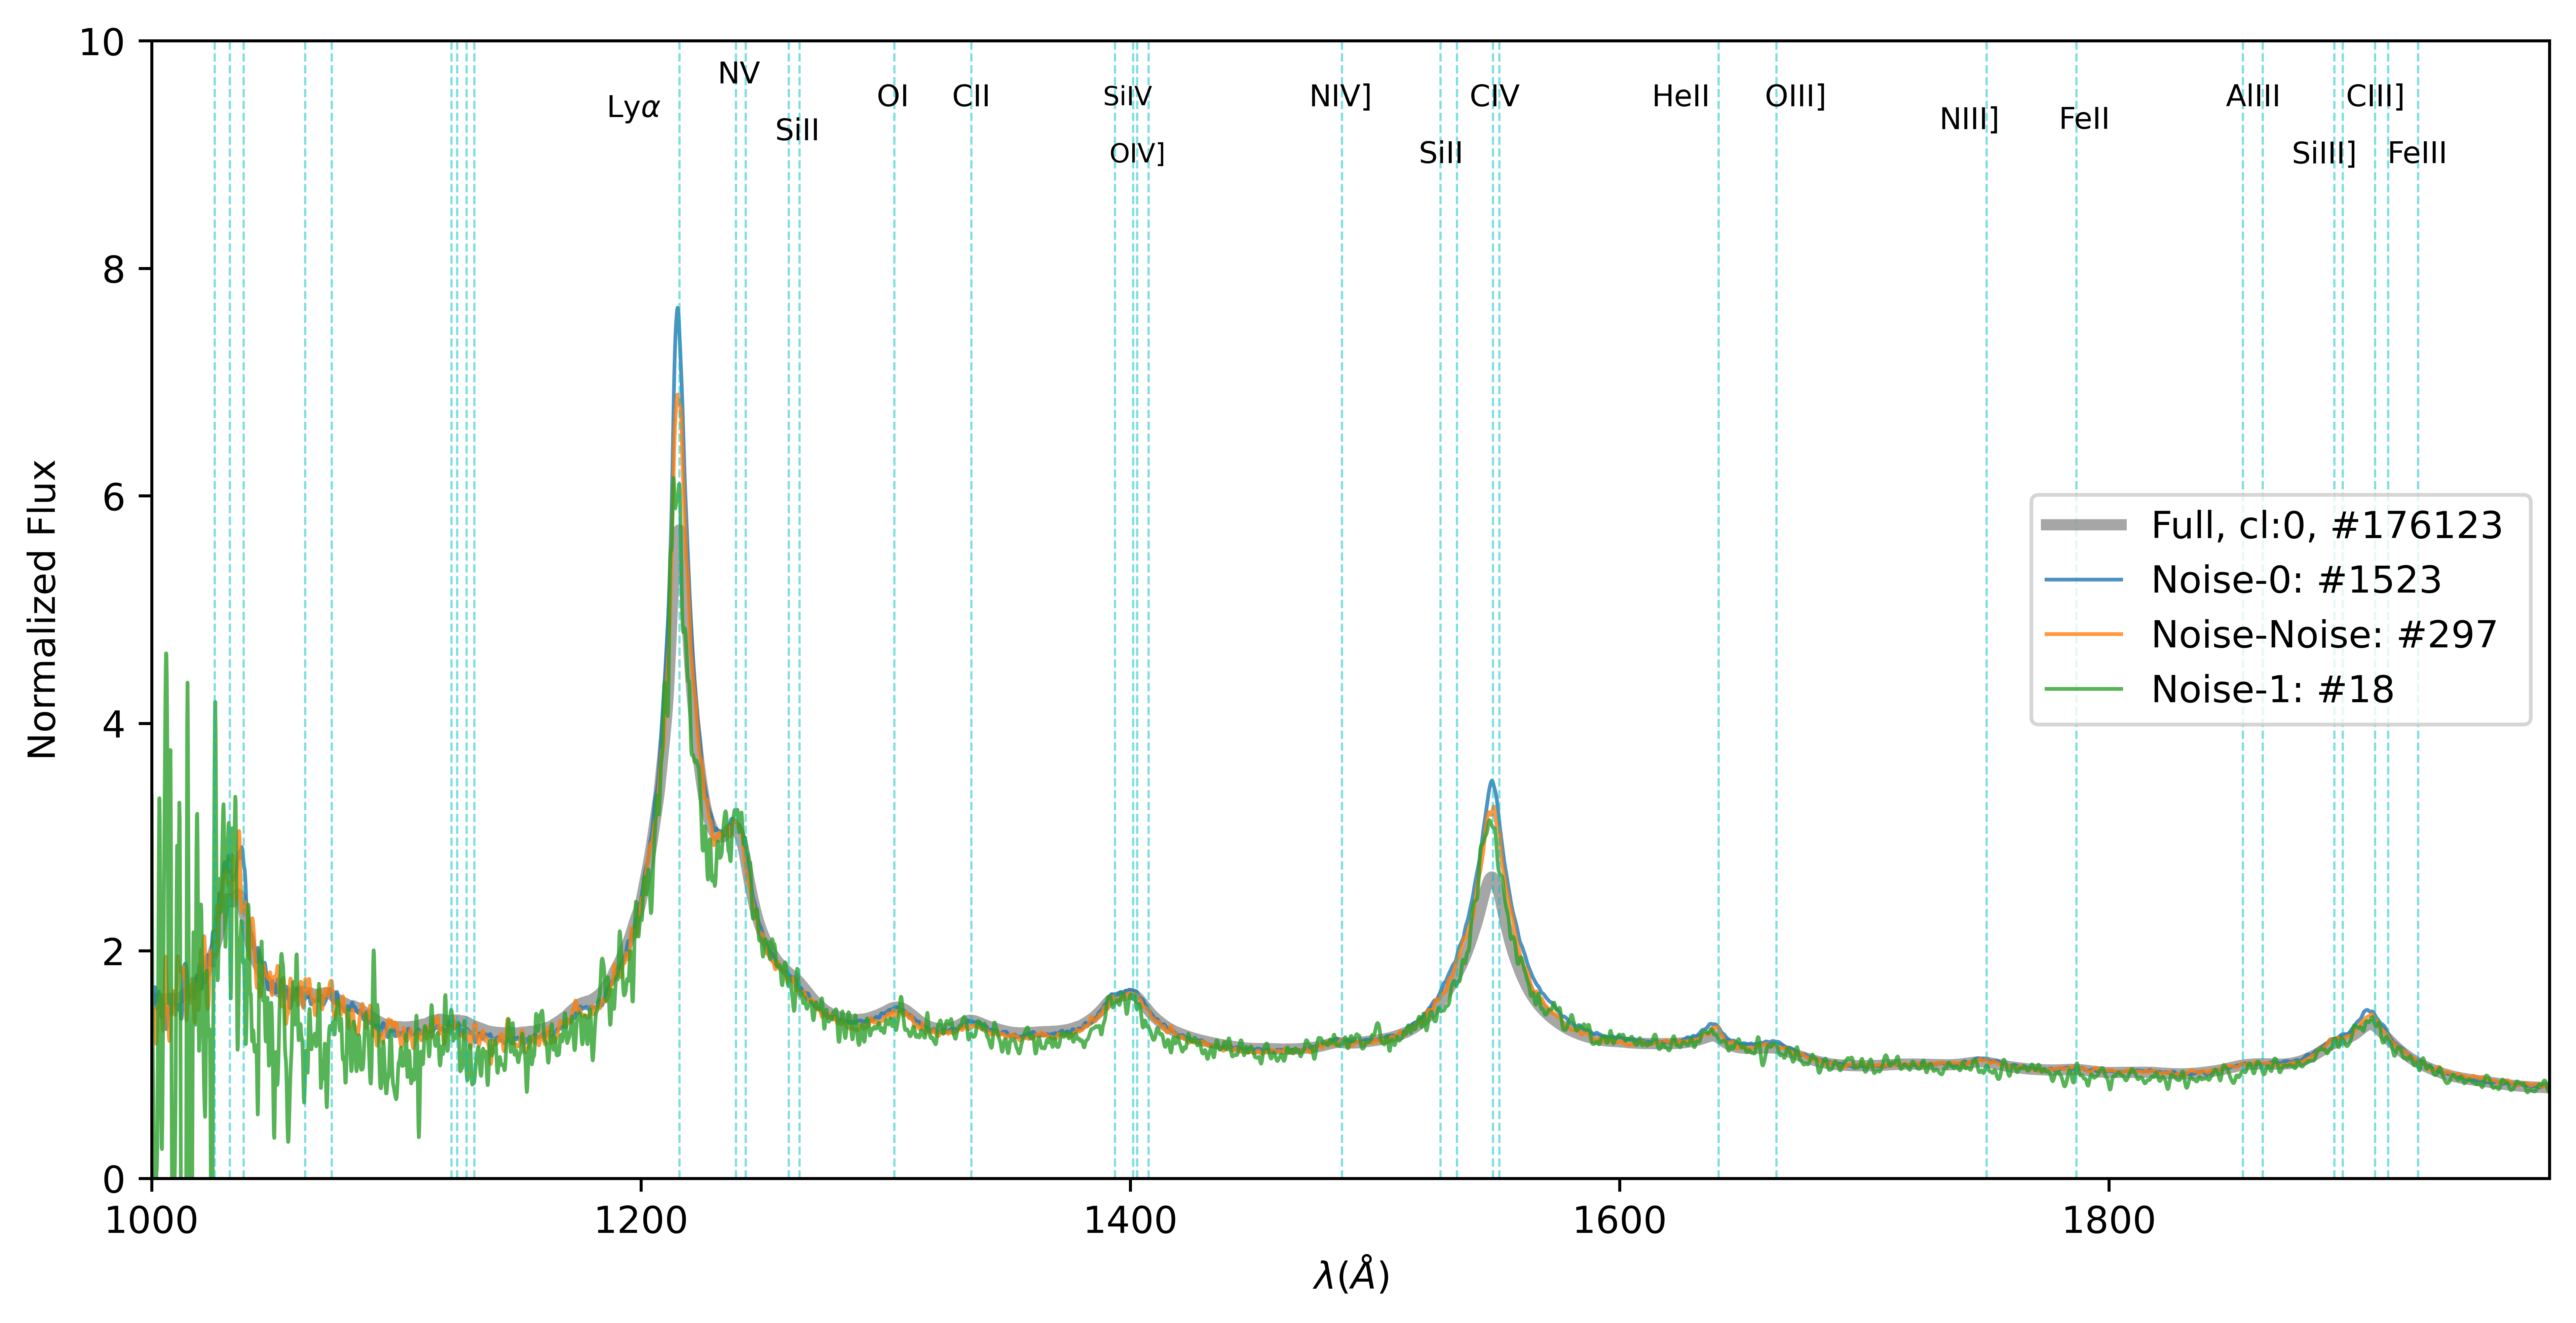 10
8
6
4
2
0
Normalized Flux
NV
Lyα
SiII
OI
CII
SiIV
OIV]
NIV]
SiII
CIV
HeII
OIII]
NIII]
FeII
AlIII
SiIII]
CIII]
FeIII
Full, cl:0, #176123
Noise-0: #1523
Noise-Noise: #297
Noise-1: #18
1000
1200
1400
1600
1800
λ(Å)